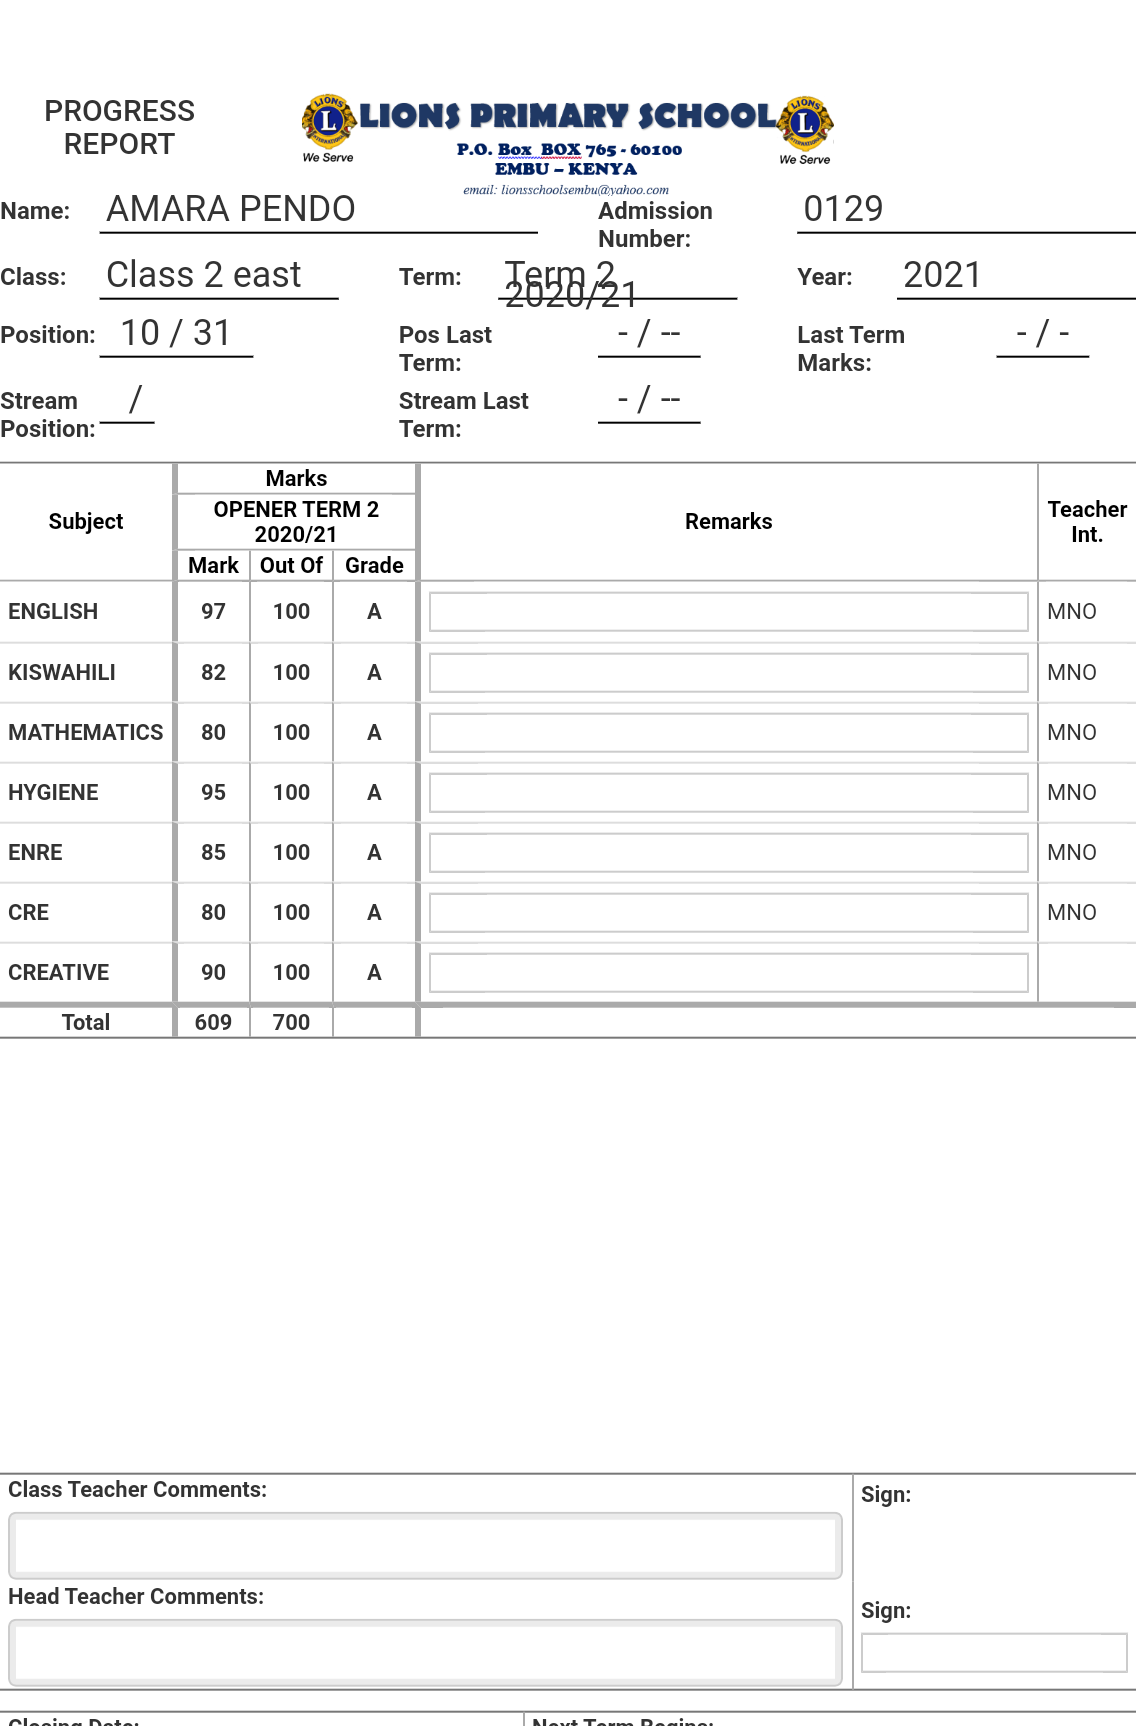 PROGRESS
REPORT
LIONS INTERNATIONAL
L
We Serve
LIONS PRIMARY SCHOOL
P.O. Box BOX 765 - 60100
EMBU – KENYA
email: lionsschoolsembu@yahoo.com
LIONS INTERNATIONAL
L
We Serve
Name: AMARA PENDO Admission Number: 0129
Class: Class 2 east Term: Term 2 2020/21 Year: 2021
Position: 10 / 31 Pos Last Term: - / -- Last Term Marks: - / -
Stream Position: / Stream Last Term: - / --
Subject Marks Remarks Teacher Int.
OPENER TERM 2 2020/21
Mark Out Of Grade
ENGLISH 97 100 A MNO
KISWAHILI 82 100 A MNO
MATHEMATICS 80 100 A MNO
HYGIENE 95 100 A MNO
ENRE 85 100 A MNO
CRE 80 100 A MNO
CREATIVE 90 100 A
Total 609 700
Class Teacher Comments: Sign:
Head Teacher Comments: Sign:
Closing Date: Next Term Begins: